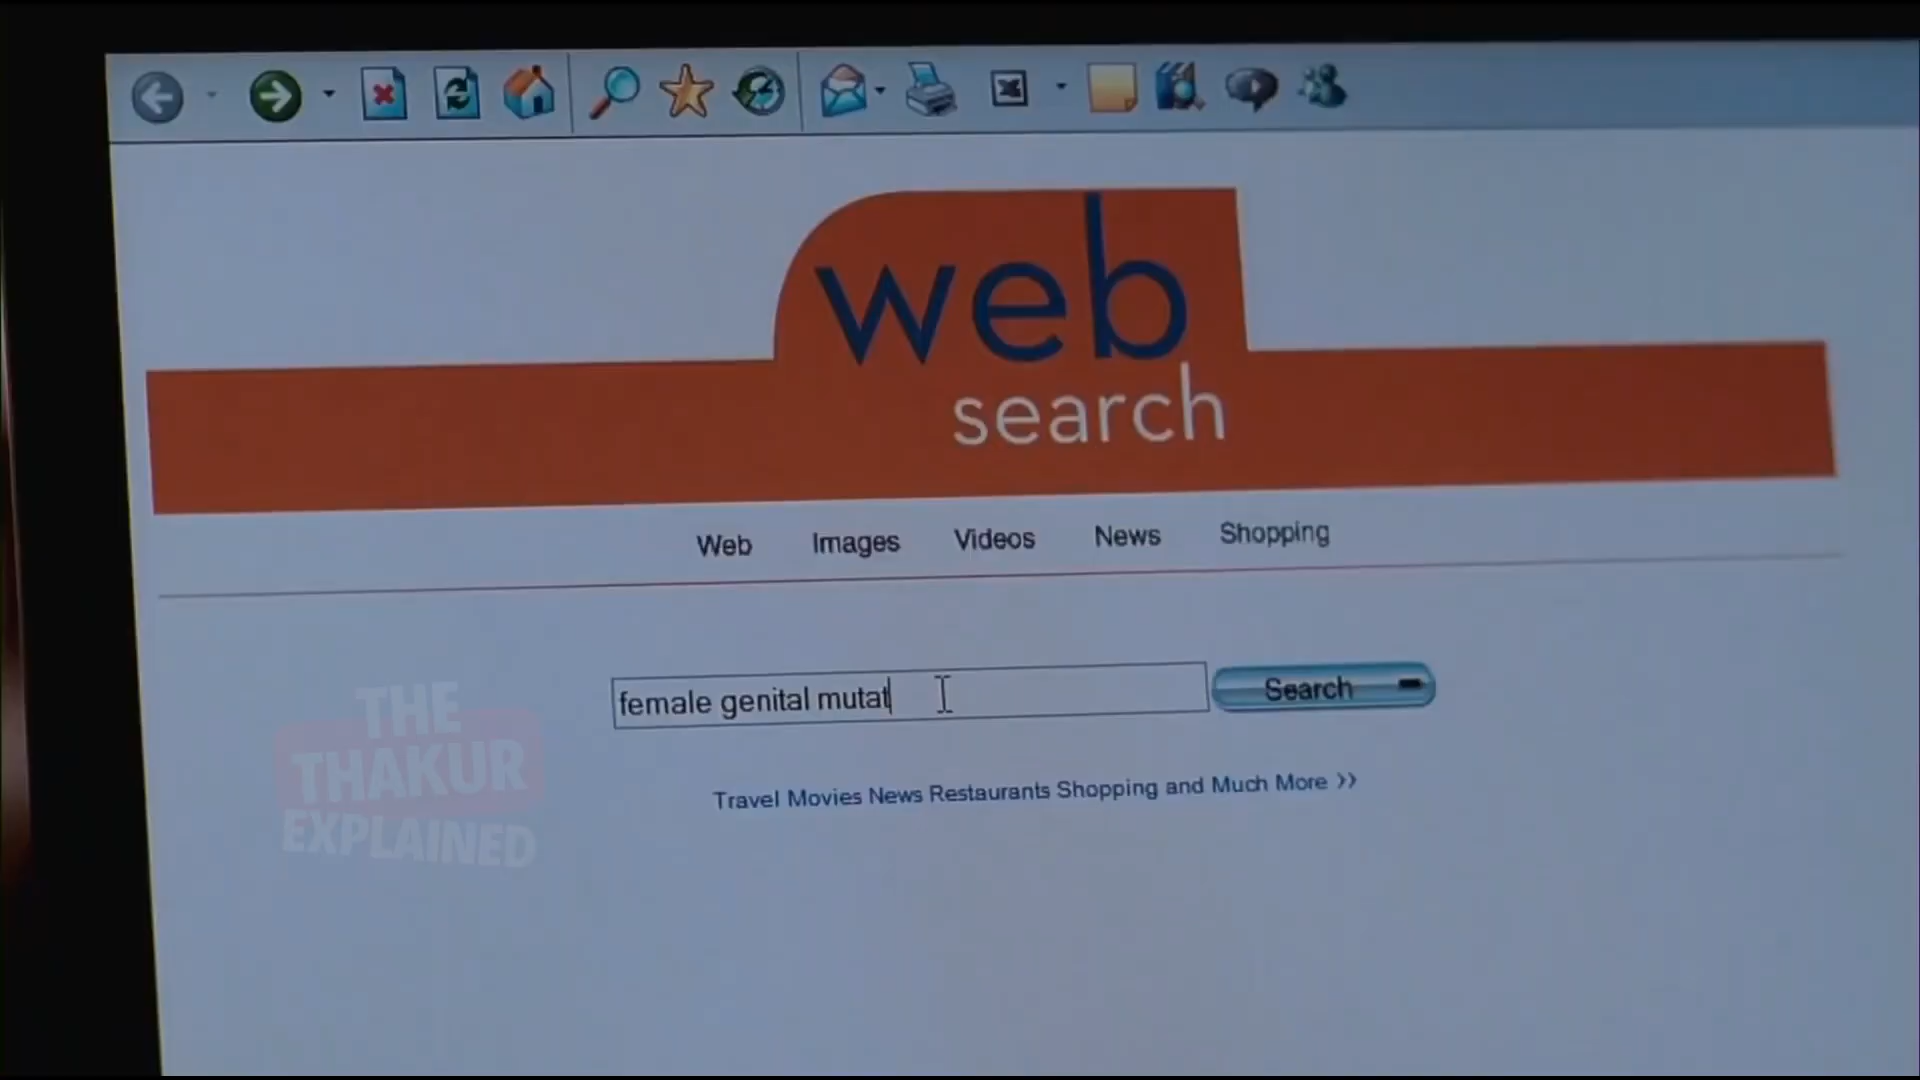 web
search
Web Images Videos News Shopping
female genital mutat
Search
Travel Movies News Restaurants Shopping and Much More >>
THE
THAKUR
EXPLAINED